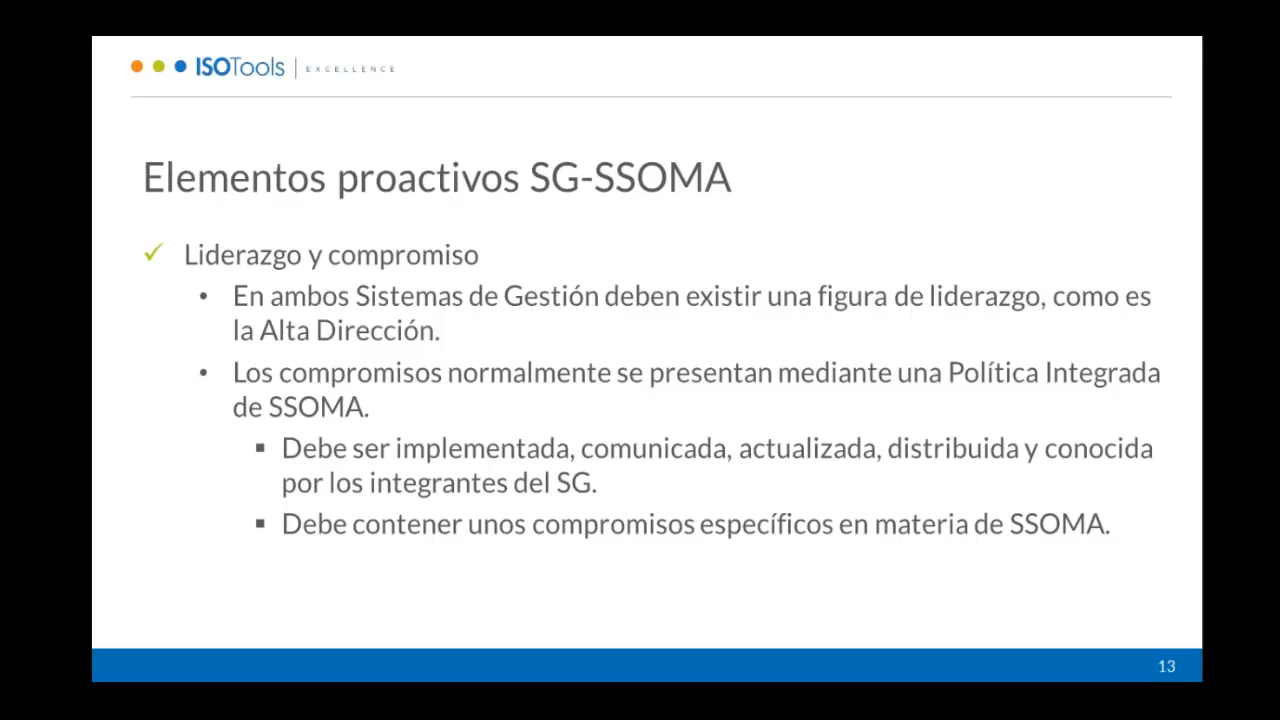 ISOTools | EXCELLENCE
Elementos proactivos SG-SSOMA
✓ Liderazgo y compromiso
• En ambos Sistemas de Gestión deben existir una figura de liderazgo, como es
la Alta Dirección.
• Los compromisos normalmente se presentan mediante una Política Integrada
de SSOMA.
▪ Debe ser implementada, comunicada, actualizada, distribuida y conocida
por los integrantes del SG.
▪ Debe contener unos compromisos específicos en materia de SSOMA.
13